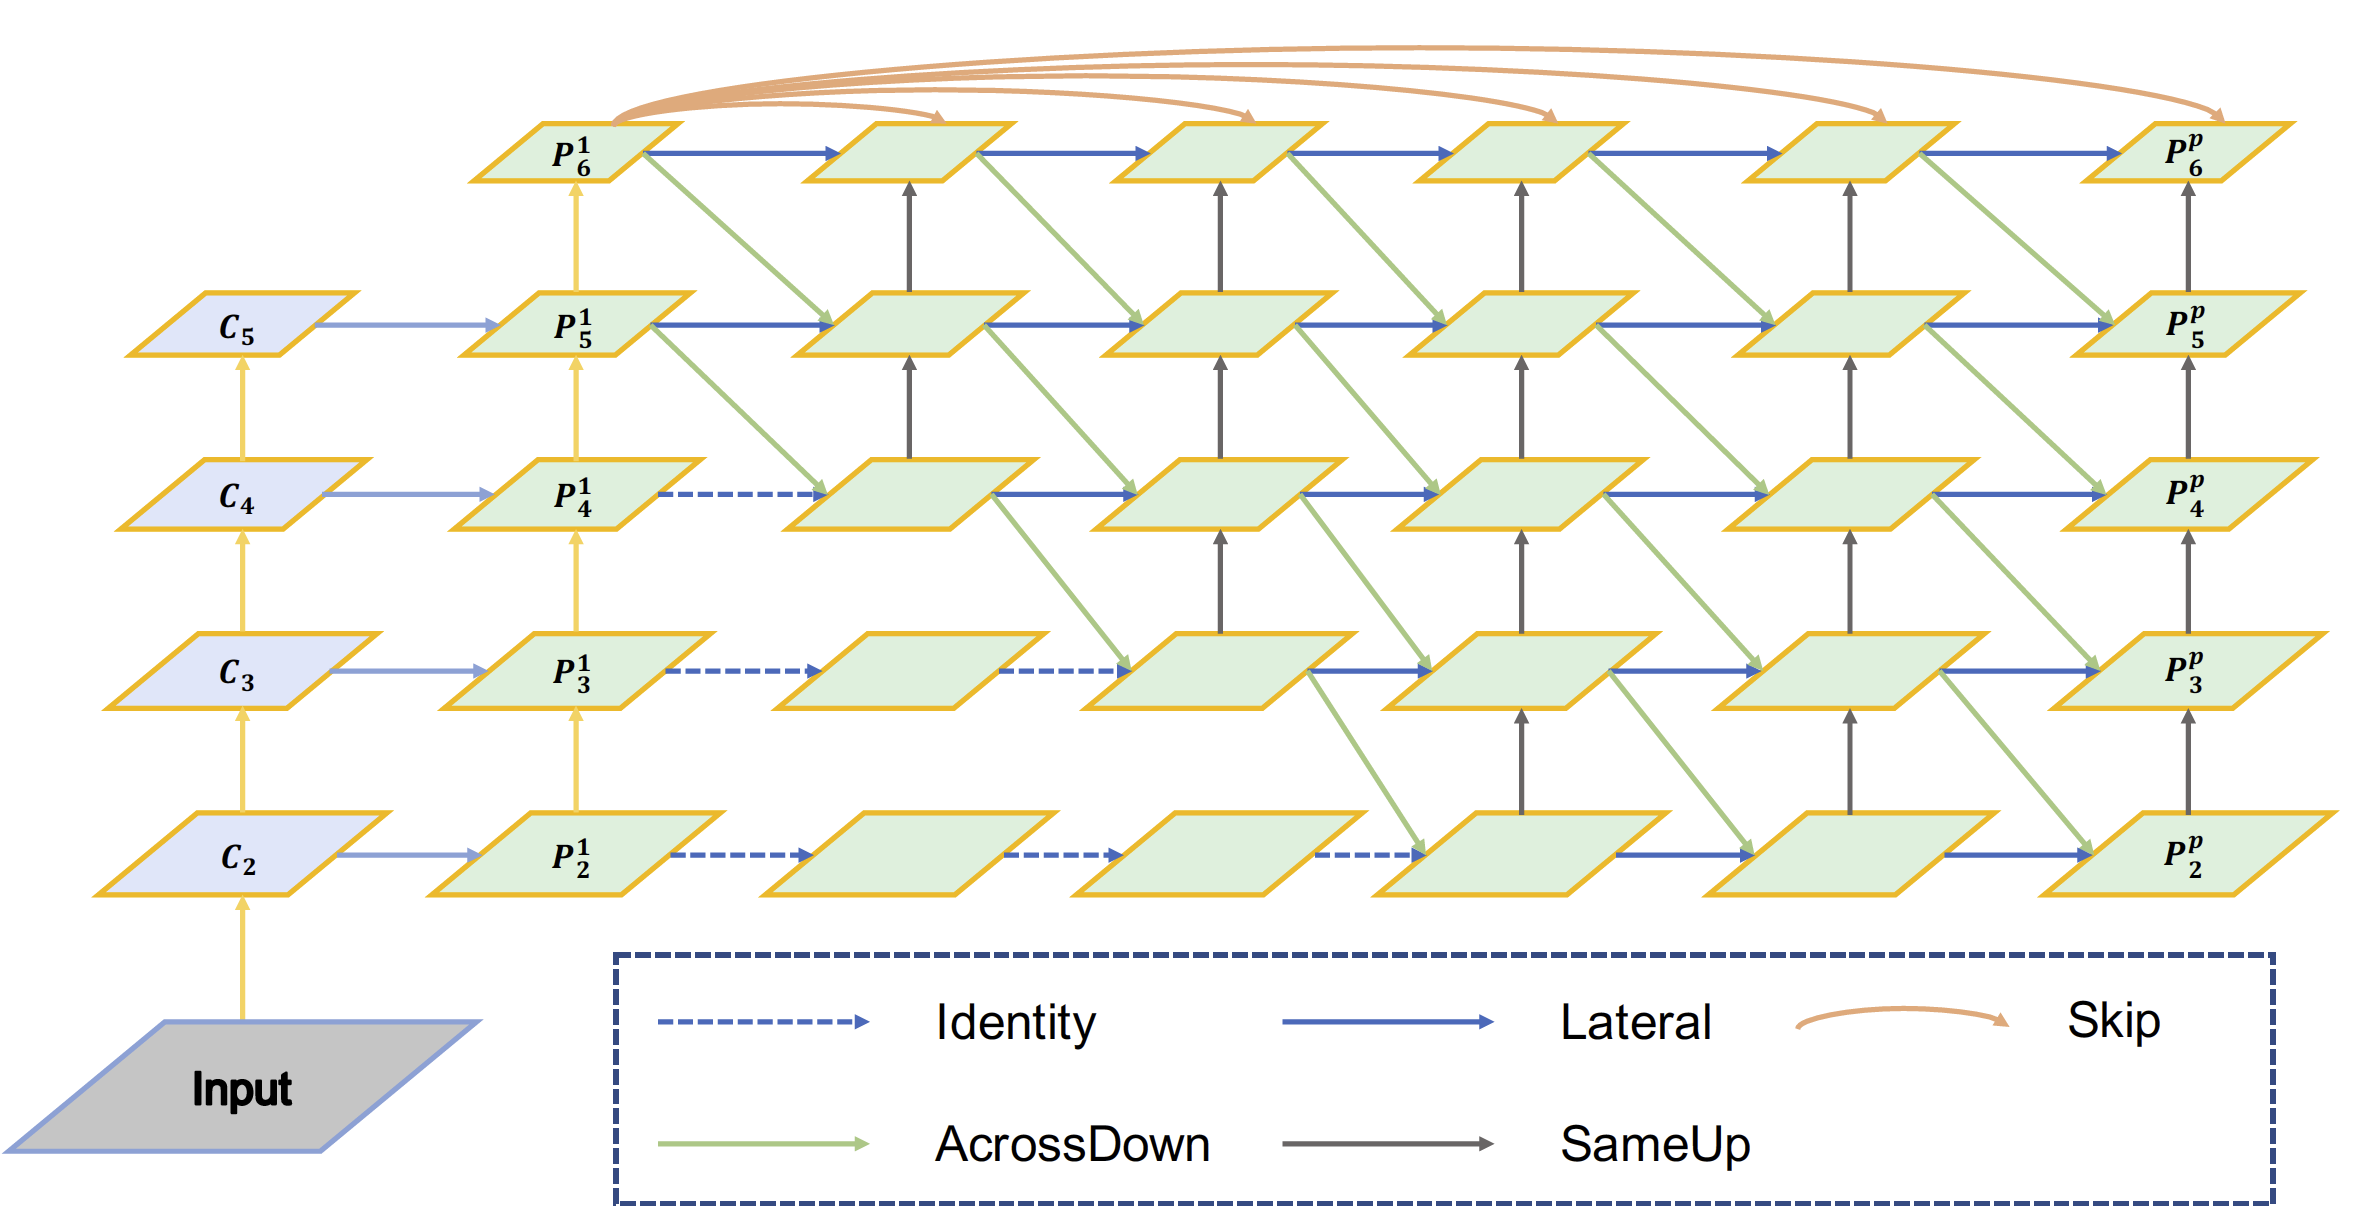 P_6^1
P_6^p
C_5
P_5^1
P_5^p
C_4
P_4^1
P_4^p
C_3
P_3^1
P_3^p
C_2
P_2^1
P_2^p
Input
Identity
Lateral
Skip
AcrossDown
SameUp